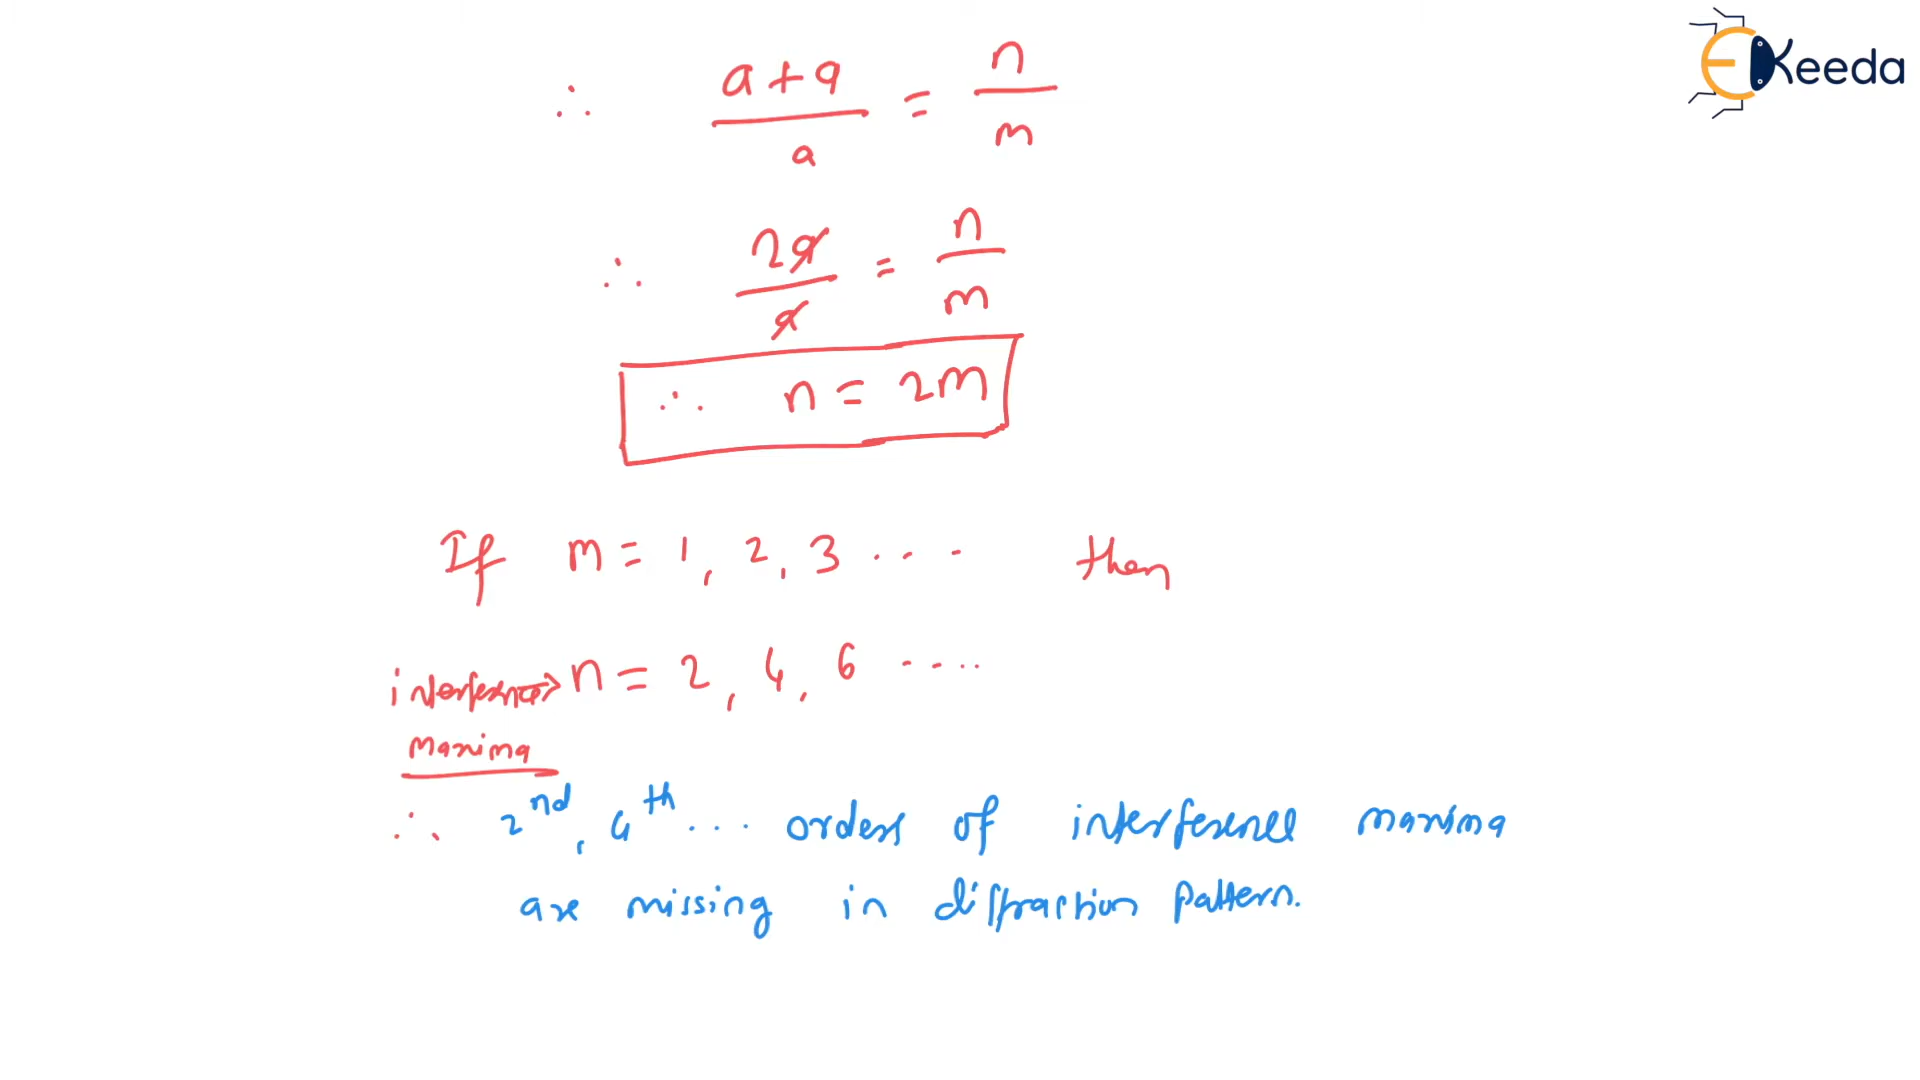 EKeeda
∴ a+a/a = n/m
∴ 2a/a = n/m
∴ n = 2m
If m = 1, 2, 3 .... then
interference → n = 2, 4, 6 ....
maxima
∴ 2nd, 4th ... orders of interference maxima
are missing in diffraction pattern.